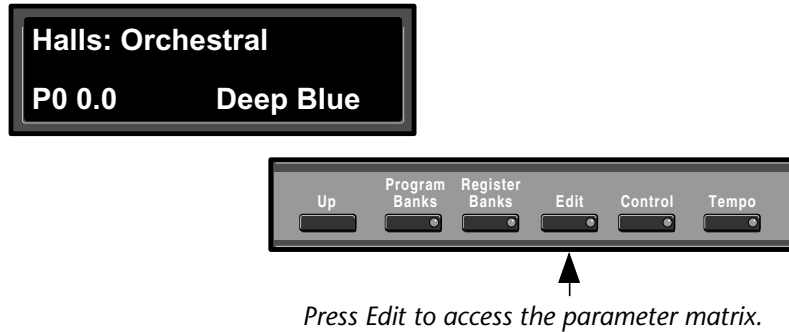 Halls: Orchestral
P0 0.0 Deep Blue
Up Program Banks Register Banks Edit Control Tempo
Press Edit to access the parameter matrix.